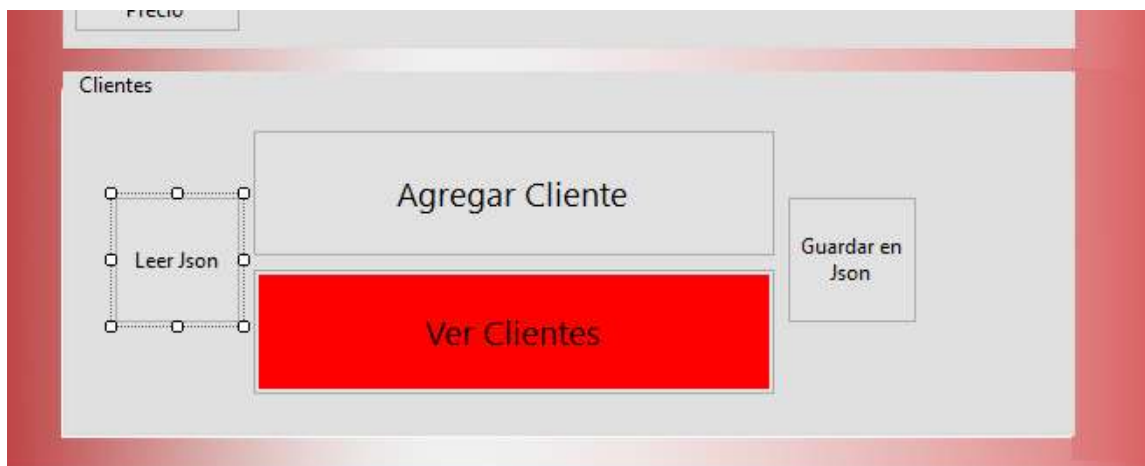 Precio
Clientes
Agregar Cliente
Leer Json
Guardar en
Json
Ver Clientes